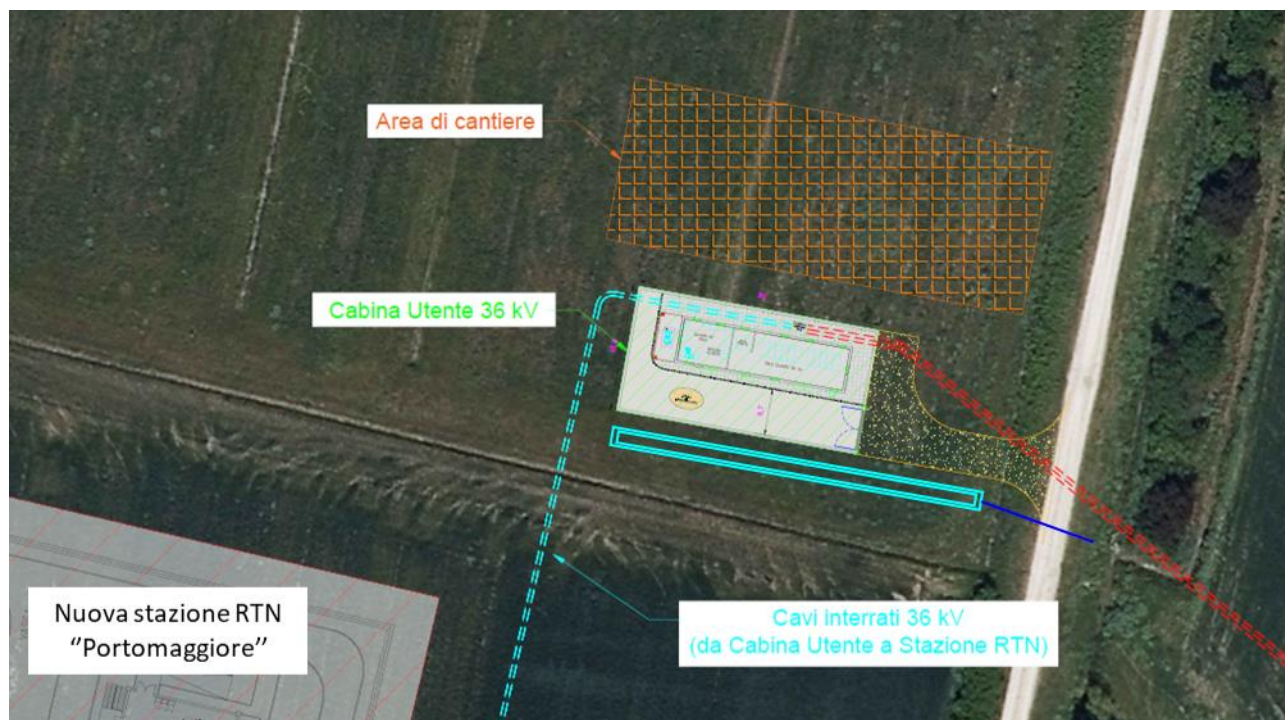 Area di cantiere
Cabina Utente 36 kV
Nuova stazione RTN
"Portomaggiore"
Cavi interrati 36 kV
(da Cabina Utente a Stazione RTN)